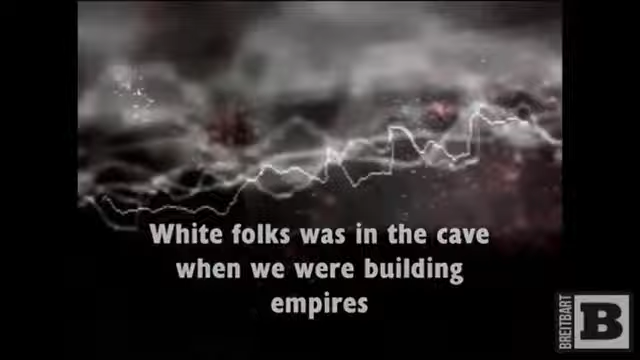 White folks was in the cave
when we were building
empires
BREITBART
B